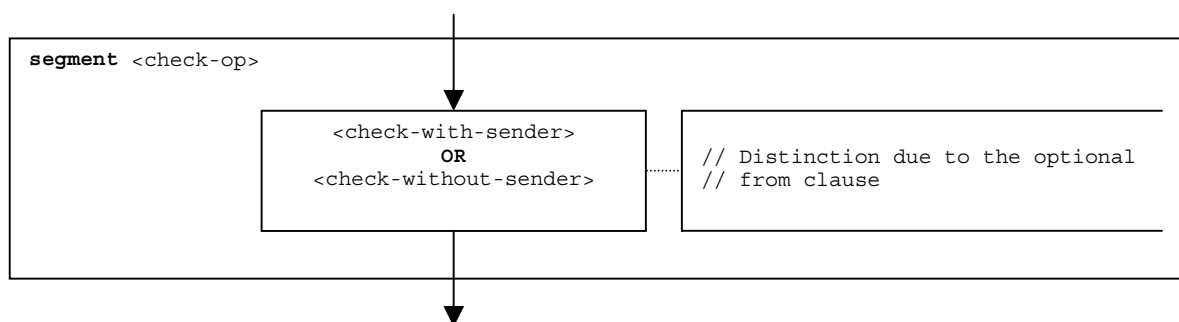 segment <check-op>
<check-with-sender>
OR
<check-without-sender>
// Distinction due to the optional
// from clause